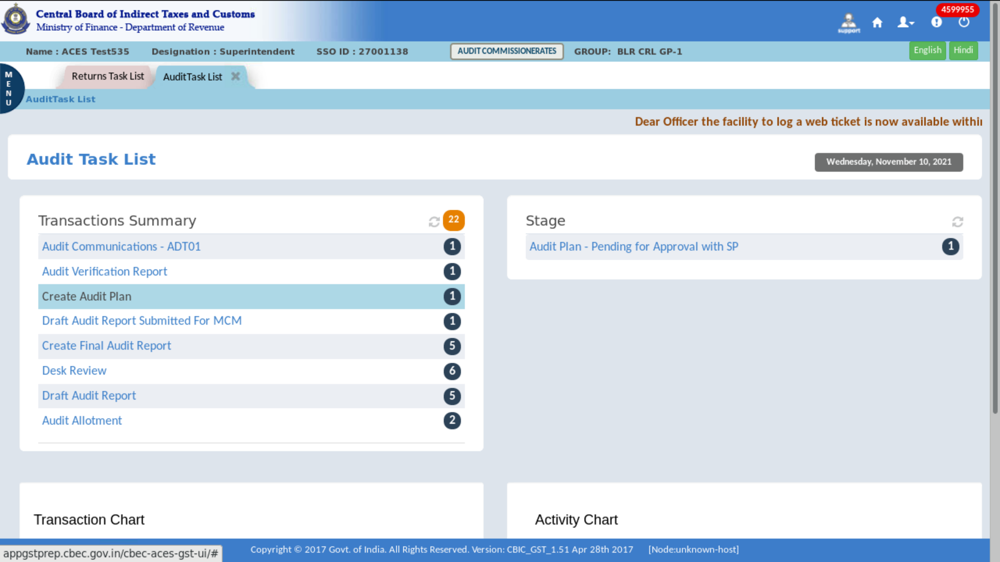 Central Board of Indirect Taxes and Customs
Ministry of Finance - Department of Revenue
4599955
support
Name : ACES Test535 Designation : Superintendent SSO ID : 27001138 AUDIT COMMISSIONERATES GROUP: BLR CRL GP-1 English Hindi
MENU
Returns Task List AuditTask List
AuditTask List
Dear Officer the facility to log a web ticket is now available withi
Audit Task List
Wednesday, November 10, 2021
Transactions Summary 22
Audit Communications - ADT01 1
Audit Verification Report 1
Create Audit Plan 1
Draft Audit Report Submitted For MCM 1
Create Final Audit Report 5
Desk Review 6
Draft Audit Report 5
Audit Allotment 2
Stage
Audit Plan - Pending for Approval with SP 1
Transaction Chart
Activity Chart
appgstprep.cbec.gov.in/cbec-aces-gst-ui/#
Copyright © 2017 Govt. of India. All Rights Reserved. Version: CBIC_GST_1.51 Apr 28th 2017 [Node:unknown-host]